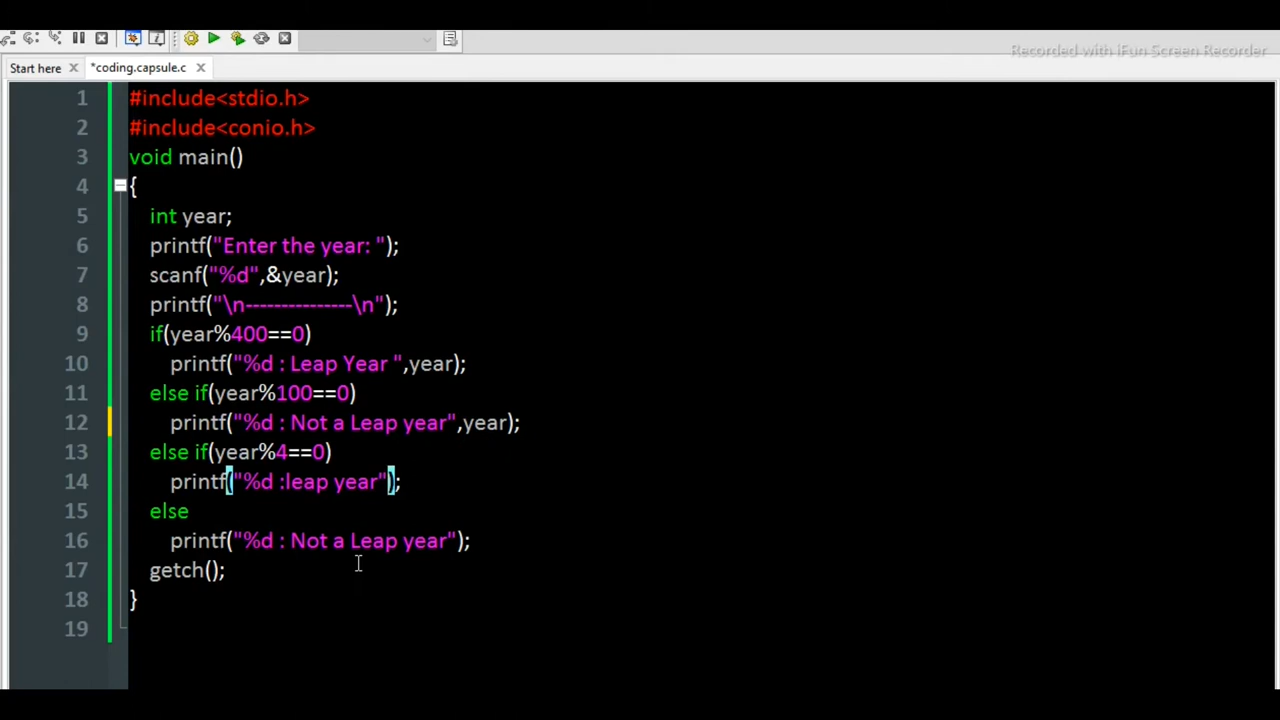 Recorded with iFun Screen Recorder
Start here
*coding.capsule.c
1 #include<stdio.h>
2 #include<conio.h>
3 void main()
4 {
5 int year;
6 printf("Enter the year: ");
7 scanf("%d",&year);
8 printf("\n---------------\n");
9 if(year%400==0)
10 printf("%d : Leap Year ",year);
11 else if(year%100==0)
12 printf("%d : Not a Leap year",year);
13 else if(year%4==0)
14 printf("%d :leap year");
15 else
16 printf("%d : Not a Leap year");
17 getch();
18 }
19